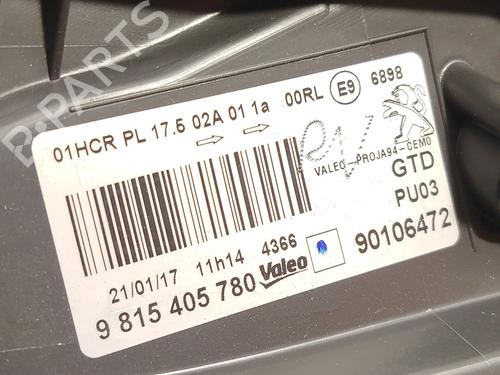 B-PARTS
01HCR PL 17.5 02A 01 1a 00RL E9 6898
VALEO-PROJA94-CEMO
GTD
PU03
21/01/17 11h14 4366
90106472
9 815 405 780 Valeo